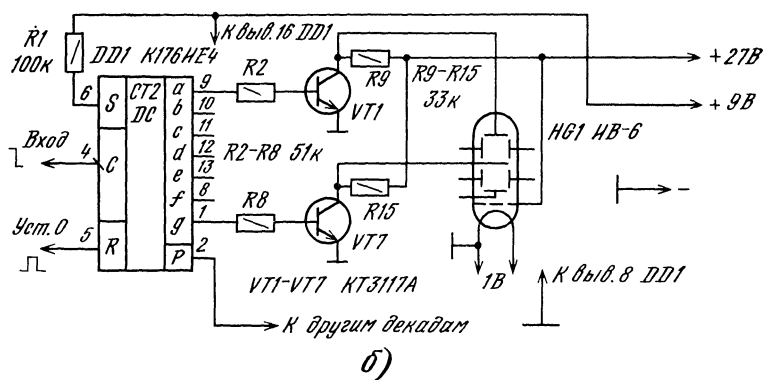 К выв.16 DD1
+27В
R1
100к
DD1 К176ИЕ4
R2
R9
R9-R15
33к
+9В
6
S
CT2
DC
a 9
b 10
c 11
d 12
e 13
f 8
g 1
P 2
VT1
HG1 ИВ-6
Вход
4
C
R2-R8 51к
−
R8
R15
Уст.0
5
R
VT7
VT1-VT7 КТ3117А
1В
К выв.8 DD1
К другим декадам
б)